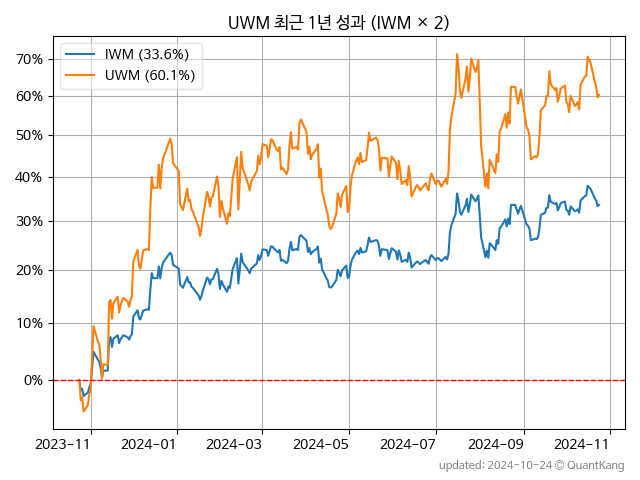 UWM 최근 1년 성과 (IWM × 2)
IWM (33.6%)
UWM (60.1%)
70%
60%
50%
40%
30%
20%
10%
0%
2023-11 2024-01 2024-03 2024-05 2024-07 2024-09 2024-11
updated: 2024-10-24 © QuantKang